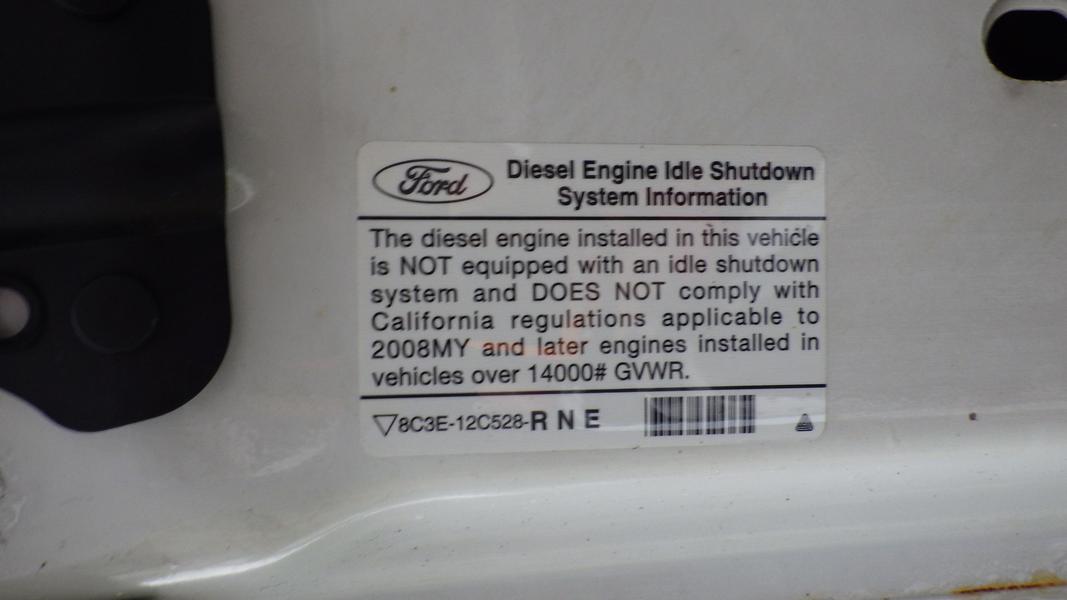 Ford
Diesel Engine Idle Shutdown
System Information
The diesel engine installed in this vehicle
is NOT equipped with an idle shutdown
system and DOES NOT comply with
California regulations applicable to
2008MY and later engines installed in
vehicles over 14000# GVWR.
8C3E-12C528-R N E